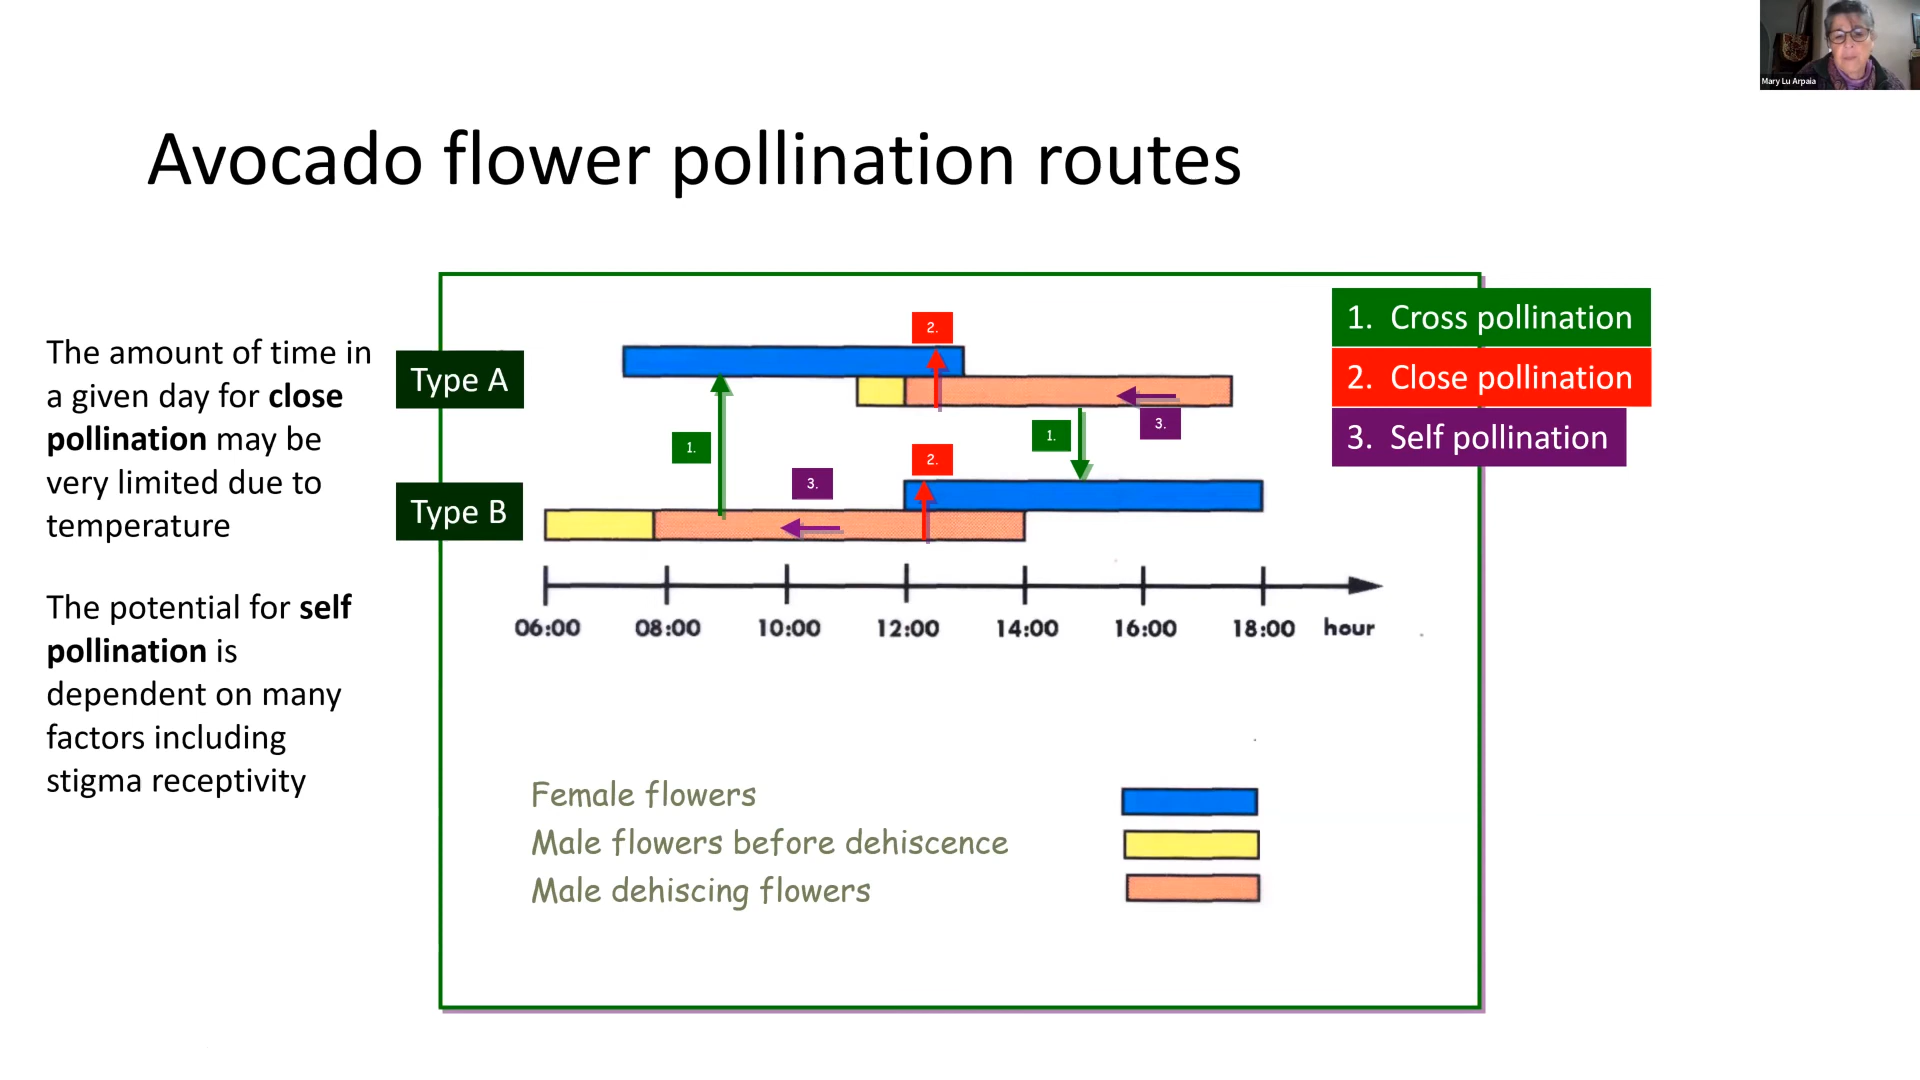 Mary Lu Arpaia
Avocado flower pollination routes
The amount of time in
a given day for close
pollination may be
very limited due to
temperature
The potential for self
pollination is
dependent on many
factors including
stigma receptivity
Type A
Type B
2.
1.
3.
2.
1.
3.
1. Cross pollination
2. Close pollination
3. Self pollination
06:00 08:00 10:00 12:00 14:00 16:00 18:00 hour
Female flowers
Male flowers before dehiscence
Male dehiscing flowers